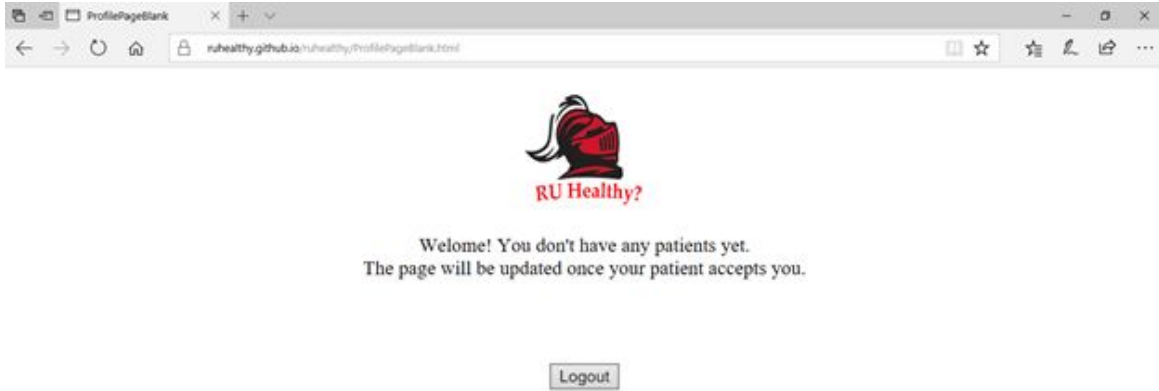 ProfilePageBlank
ruhealthy.github.io/ruhealthy/ProfilePageBlank.html
RU Healthy?
Welome! You don't have any patients yet.
The page will be updated once your patient accepts you.
Logout